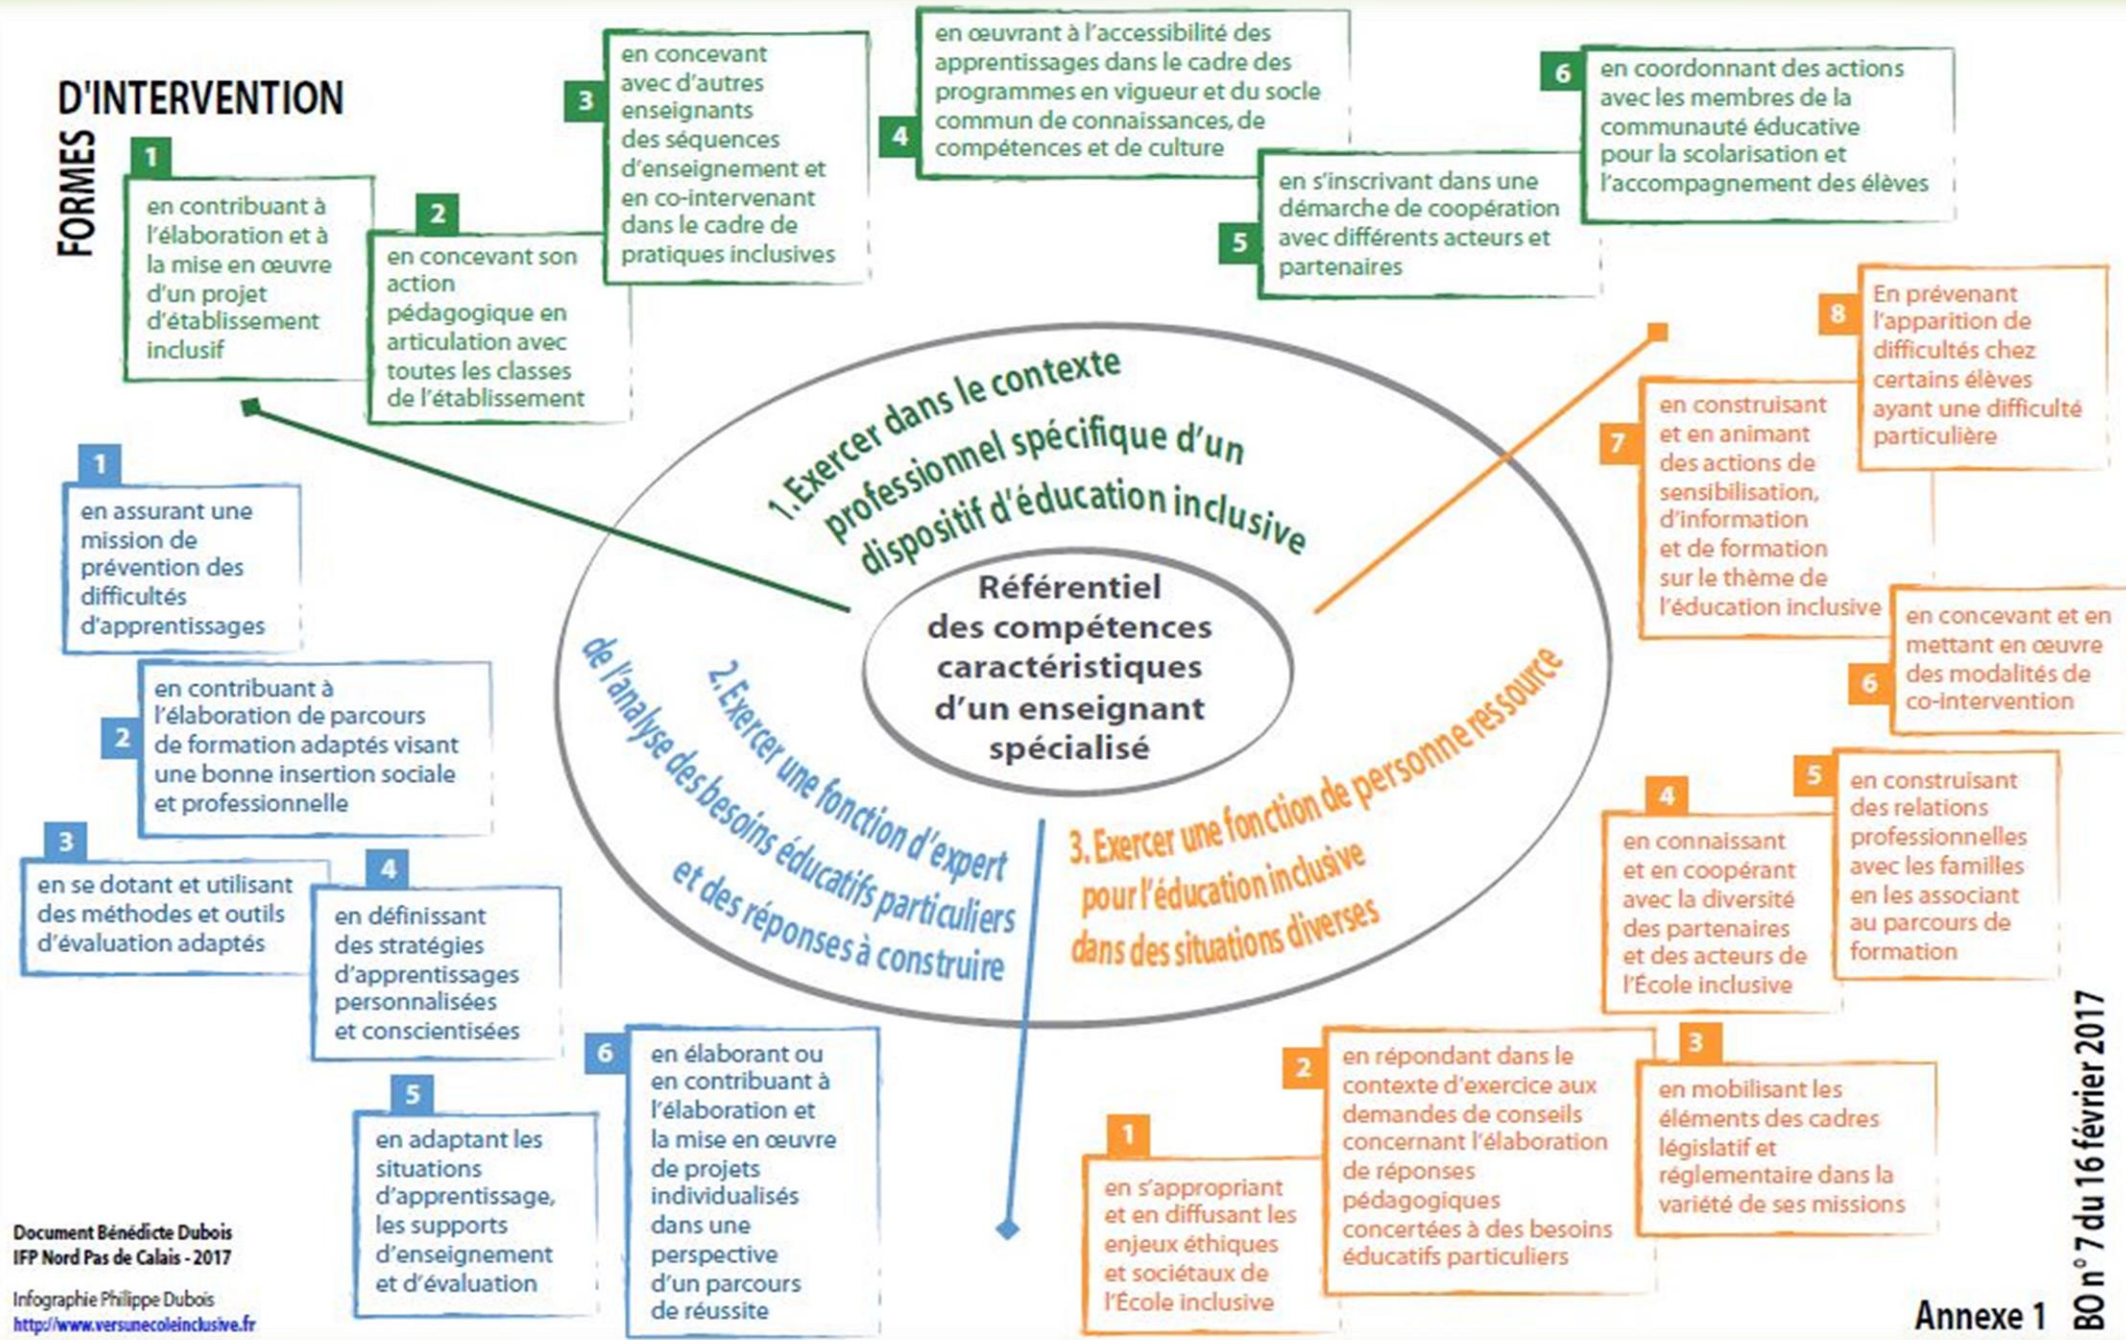 D'INTERVENTION
FORMES
1
en contribuant à
l'élaboration et à
la mise en œuvre
d'un projet
d'établissement
inclusif
2
en concevant son
action
pédagogique en
articulation avec
toutes les classes
de l'établissement
3
en concevant
avec d'autres
enseignants
des séquences
d'enseignement et
en co-intervenant
dans le cadre de
pratiques inclusives
4
en œuvrant à l'accessibilité des
apprentissages dans le cadre des
programmes en vigueur et du socle
commun de connaissances, de
compétences et de culture
5
en s'inscrivant dans une
démarche de coopération
avec différents acteurs et
partenaires
6
en coordonnant des actions
avec les membres de la
communauté éducative
pour la scolarisation et
l'accompagnement des élèves
1. Exercer dans le contexte
professionnel spécifique d'un
dispositif d'éducation inclusive
Référentiel
des compétences
caractéristiques
d'un enseignant
spécialisé
2. Exercer une fonction d'expert
de l'analyse des besoins éducatifs particuliers
et des réponses à construire
3. Exercer une fonction de personne ressource
pour l'éducation inclusive
dans des situations diverses
1
en assurant une
mission de
prévention des
difficultés
d'apprentissages
2
en contribuant à
l'élaboration de parcours
de formation adaptés visant
une bonne insertion sociale
et professionnelle
3
en se dotant et utilisant
des méthodes et outils
d'évaluation adaptés
4
en définissant
des stratégies
d'apprentissages
personnalisées
et conscientisées
5
en adaptant les
situations
d'apprentissage,
les supports
d'enseignement
et d'évaluation
6
en élaborant ou
en contribuant à
l'élaboration et
la mise en œuvre
de projets
individualisés
dans une
perspective
d'un parcours
de réussite
1
en s'appropriant
et en diffusant les
enjeux éthiques
et sociétaux de
l'École inclusive
2
en répondant dans le
contexte d'exercice aux
demandes de conseils
concernant l'élaboration
de réponses
pédagogiques
concertées à des besoins
éducatifs particuliers
3
en mobilisant les
éléments des cadres
législatif et
réglementaire dans la
variété de ses missions
4
en connaissant
et en coopérant
avec la diversité
des partenaires
et des acteurs de
l'École inclusive
5
en construisant
des relations
professionnelles
avec les familles
en les associant
au parcours de
formation
6
en concevant et en
mettant en œuvre
des modalités de
co-intervention
7
en construisant
et en animant
des actions de
sensibilisation,
d'information
et de formation
sur le thème de
l'éducation inclusive
8
En prévenant
l'apparition de
difficultés chez
certains élèves
ayant une difficulté
particulière
Document Bénédicte Dubois
IFP Nord Pas de Calais - 2017
Infographie Philippe Dubois
http://www.versunecoleinclusive.fr
Annexe 1
BO n° 7 du 16 février 2017